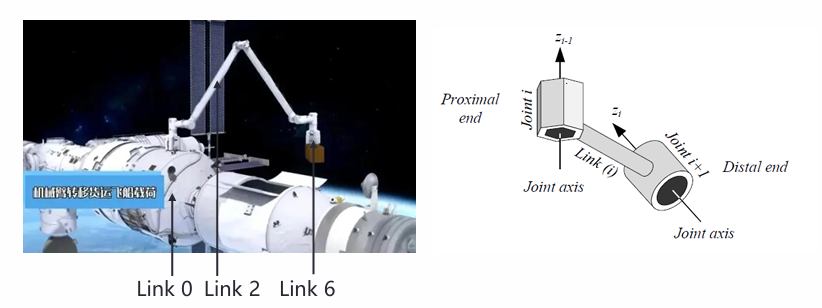 机械臂转移货运飞船载荷
Link 0
Link 2
Link 6
z_{i-1}
Proximal
end
Joint i
z_i
Link (i)
Joint i+1
Distal end
Joint axis
Joint axis